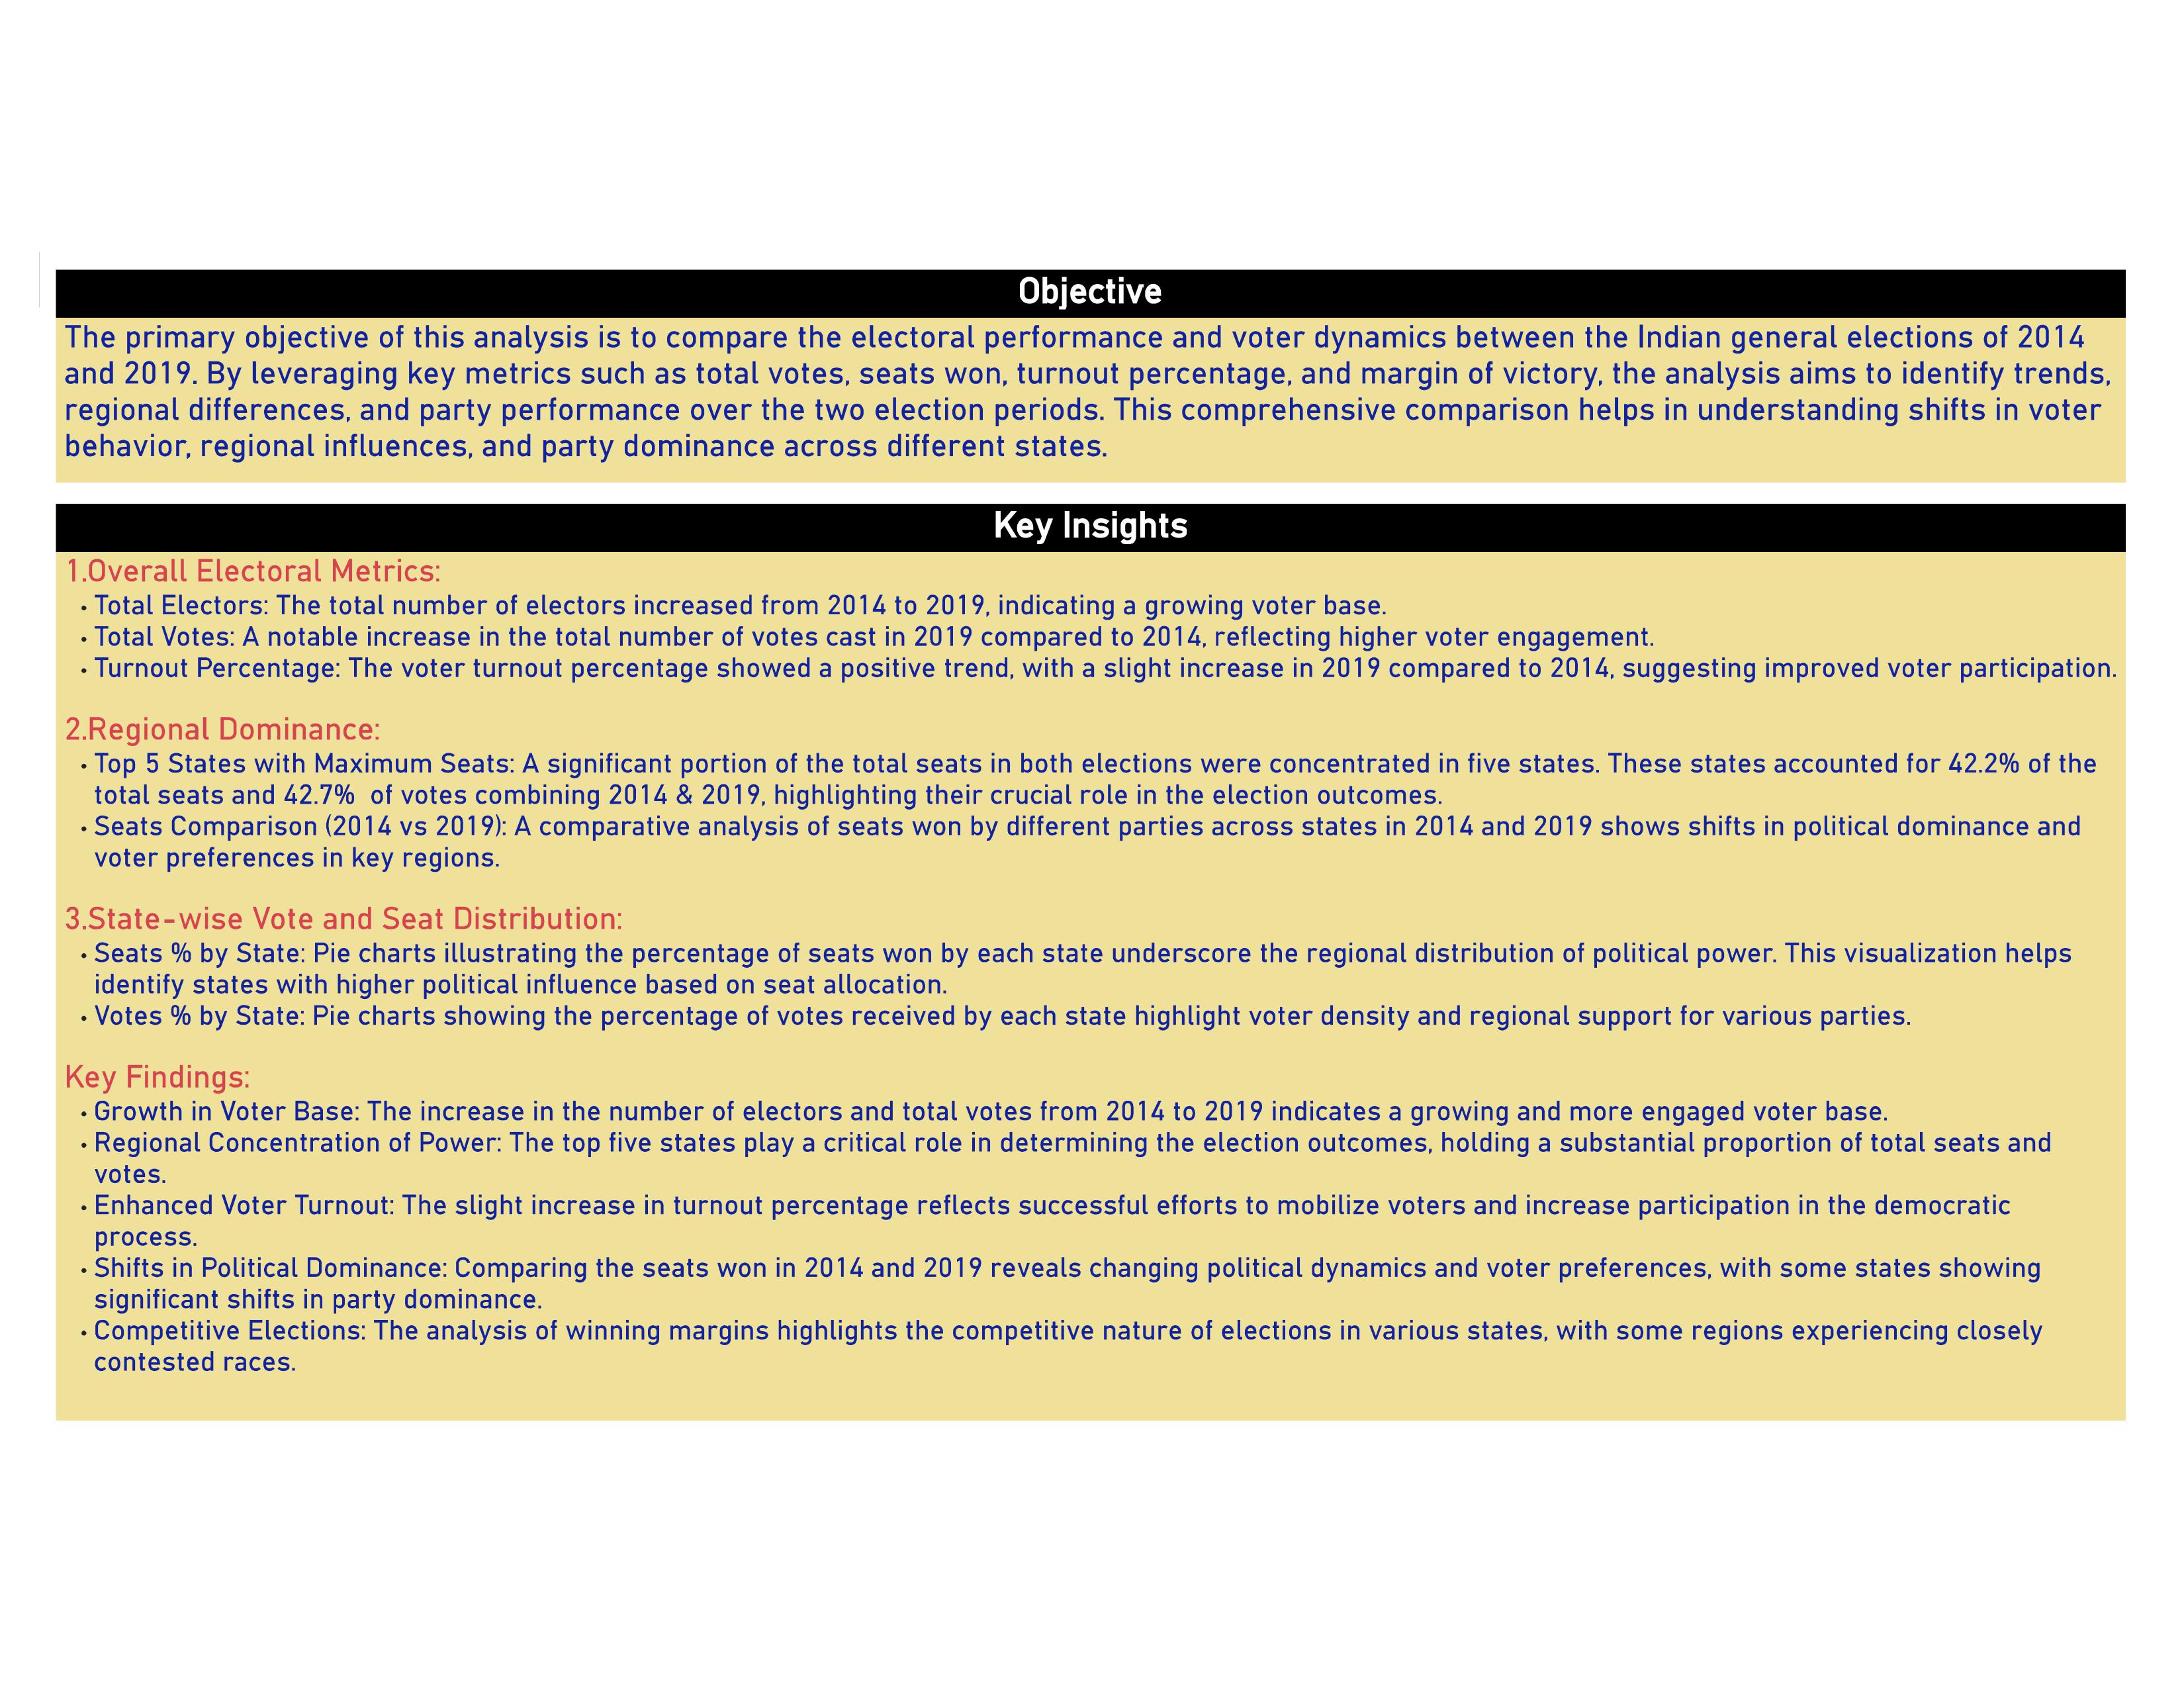 Objective
The primary objective of this analysis is to compare the electoral performance and voter dynamics between the Indian general elections of 2014
and 2019. By leveraging key metrics such as total votes, seats won, turnout percentage, and margin of victory, the analysis aims to identify trends,
regional differences, and party performance over the two election periods. This comprehensive comparison helps in understanding shifts in voter
behavior, regional influences, and party dominance across different states.
Key Insights
1.Overall Electoral Metrics:
• Total Electors: The total number of electors increased from 2014 to 2019, indicating a growing voter base.
• Total Votes: A notable increase in the total number of votes cast in 2019 compared to 2014, reflecting higher voter engagement.
• Turnout Percentage: The voter turnout percentage showed a positive trend, with a slight increase in 2019 compared to 2014, suggesting improved voter participation.
2.Regional Dominance:
• Top 5 States with Maximum Seats: A significant portion of the total seats in both elections were concentrated in five states. These states accounted for 42.2% of the
total seats and 42.7% of votes combining 2014 & 2019, highlighting their crucial role in the election outcomes.
• Seats Comparison (2014 vs 2019): A comparative analysis of seats won by different parties across states in 2014 and 2019 shows shifts in political dominance and
voter preferences in key regions.
3.State-wise Vote and Seat Distribution:
• Seats % by State: Pie charts illustrating the percentage of seats won by each state underscore the regional distribution of political power. This visualization helps
identify states with higher political influence based on seat allocation.
• Votes % by State: Pie charts showing the percentage of votes received by each state highlight voter density and regional support for various parties.
Key Findings:
• Growth in Voter Base: The increase in the number of electors and total votes from 2014 to 2019 indicates a growing and more engaged voter base.
• Regional Concentration of Power: The top five states play a critical role in determining the election outcomes, holding a substantial proportion of total seats and
votes.
• Enhanced Voter Turnout: The slight increase in turnout percentage reflects successful efforts to mobilize voters and increase participation in the democratic
process.
• Shifts in Political Dominance: Comparing the seats won in 2014 and 2019 reveals changing political dynamics and voter preferences, with some states showing
significant shifts in party dominance.
• Competitive Elections: The analysis of winning margins highlights the competitive nature of elections in various states, with some regions experiencing closely
contested races.